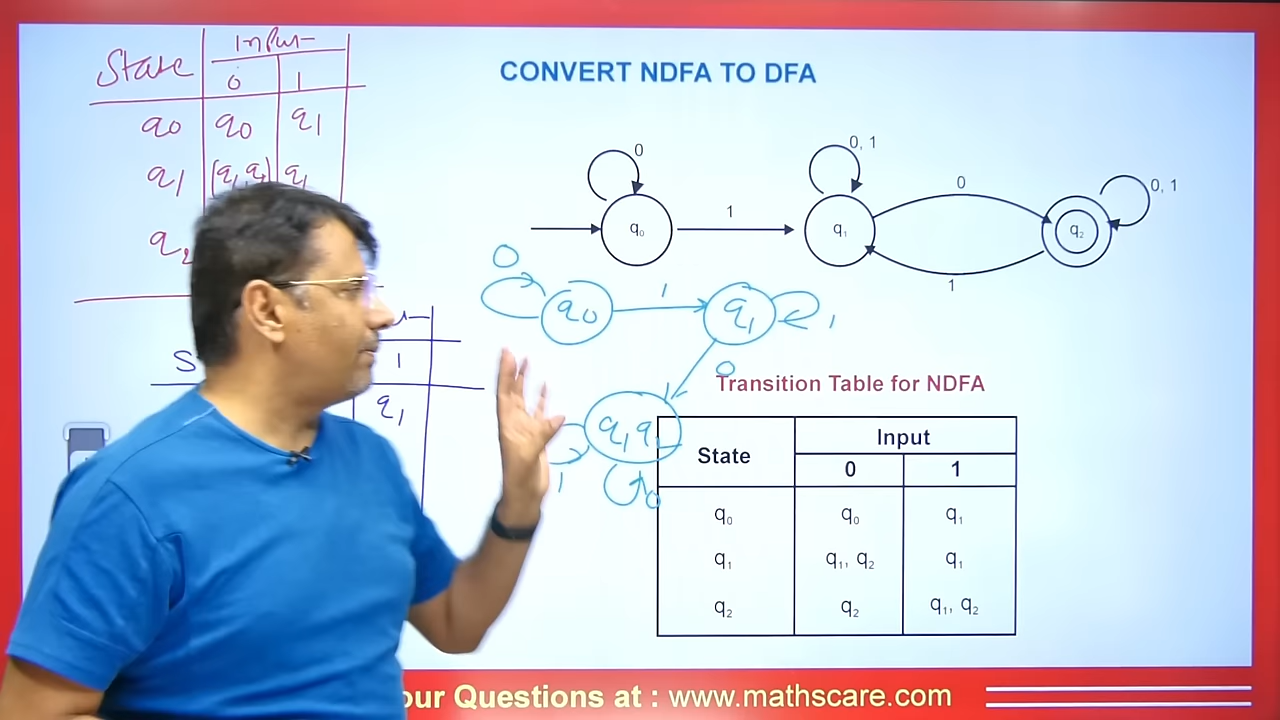 CONVERT NDFA TO DFA
State Input
0 1
q0 q0 q1
q1 q1
0, 1
0
0
0, 1
1
q₀
q₁
q₂
1
0
q0
1
q1
1
0
1
0
1
q1
Transition Table for NDFA
State Input
0 1
q₀ q₀ q₁
q₁ q₁, q₂ q₁
q₂ q₂ q₁, q₂
our Questions at : www.mathscare.com